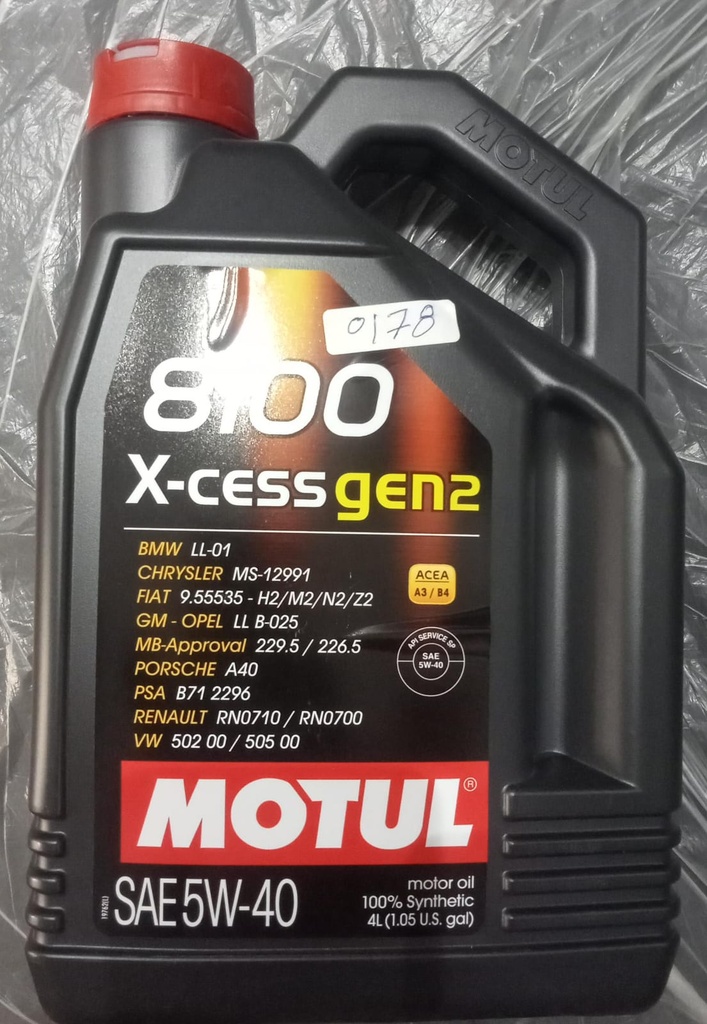 MOTUL
0178
8100
X-cess gen2
BMW LL-01
CHRYSLER MS-12991
FIAT 9.55535 - H2/M2/N2/Z2
GM - OPEL LL B-025
MB-Approval 229.5 / 226.5
PORSCHE A40
PSA B71 2296
RENAULT RN0710 / RN0700
VW 502 00 / 505 00
ACEA
A3 / B4
API SERVICE SP
SAE
5W-40
MOTUL®
SAE 5W-40
motor oil
100% Synthetic
4L (1.05 U.S. gal)